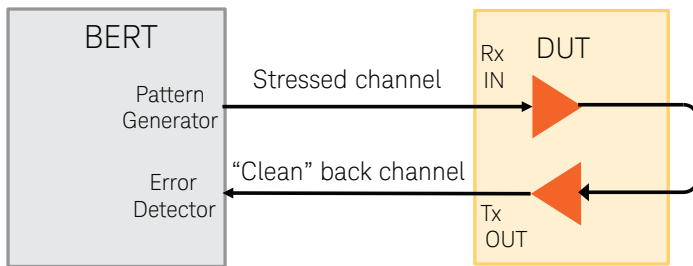 BERT
Pattern
Generator
Error
Detector
Stressed channel
“Clean” back channel
DUT
Rx
IN
Tx
OUT